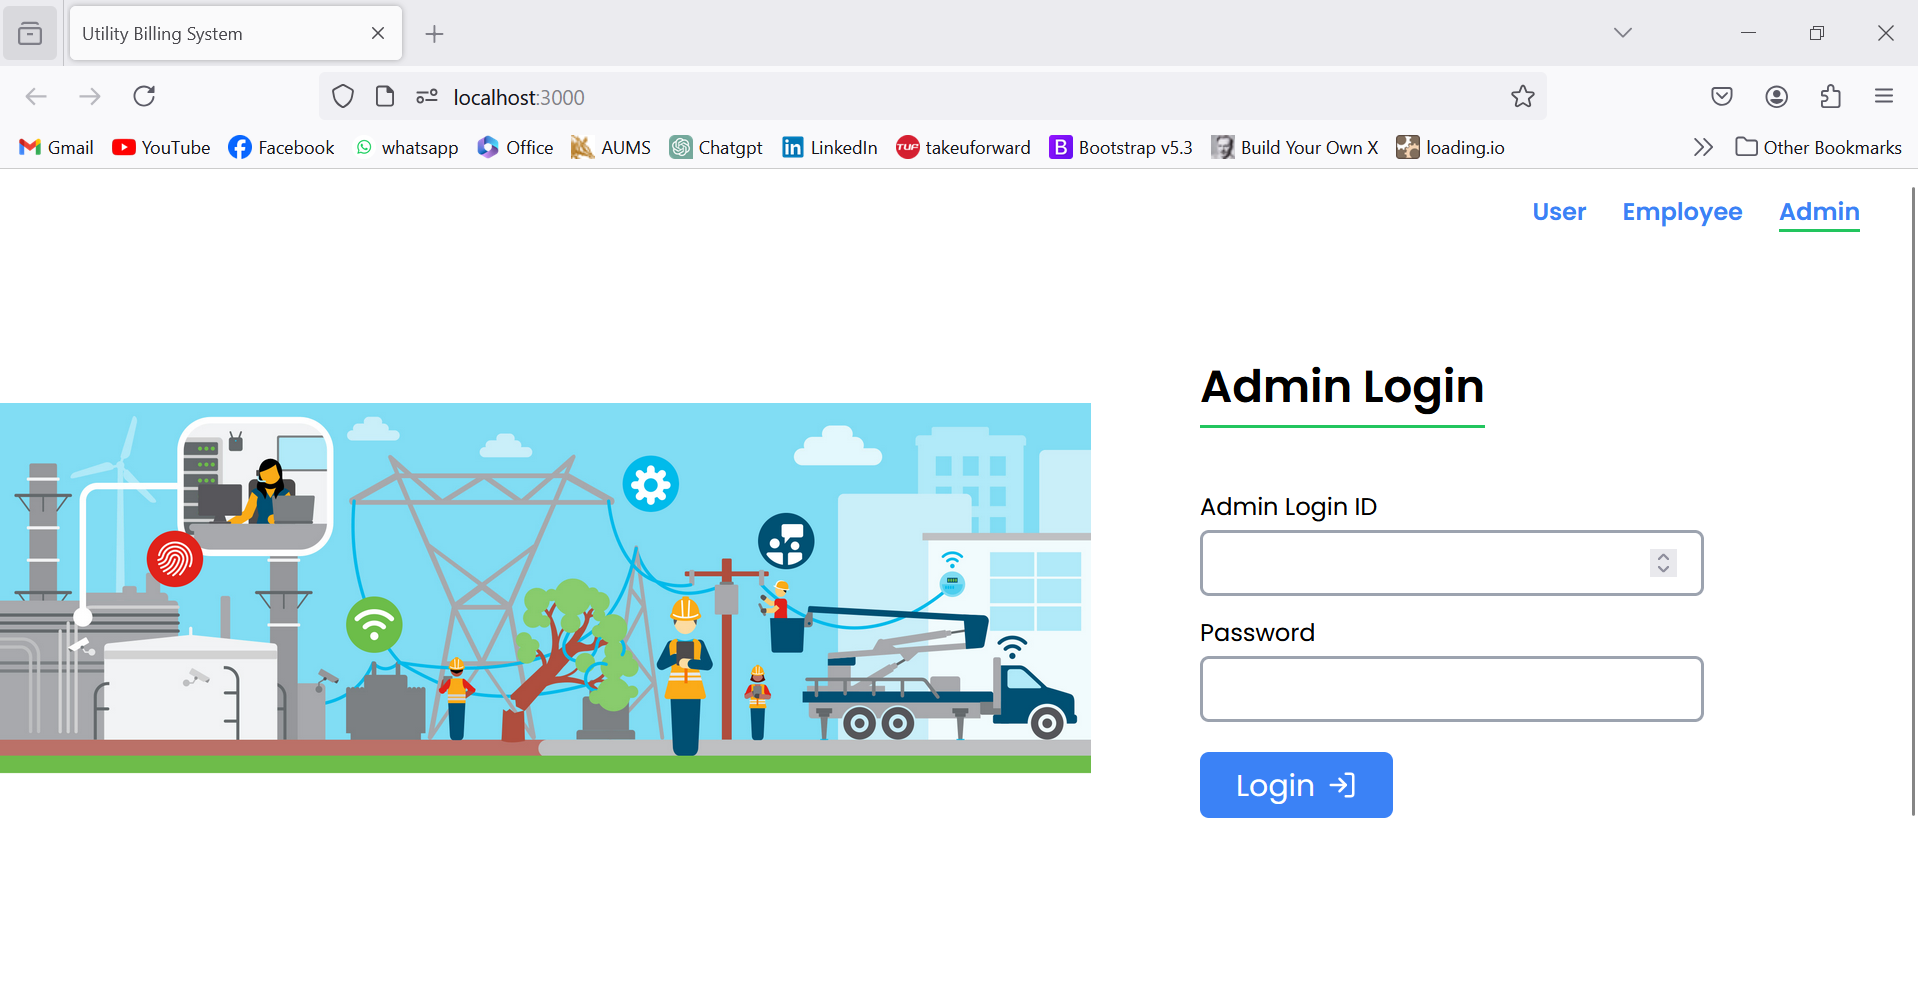 Utility Billing System
localhost:3000
Gmail YouTube Facebook whatsapp Office AUMS Chatgpt LinkedIn TUF takeuforward B Bootstrap v5.3 Build Your Own X loading.io Other Bookmarks
User Employee Admin
Admin Login
Admin Login ID
Password
Login